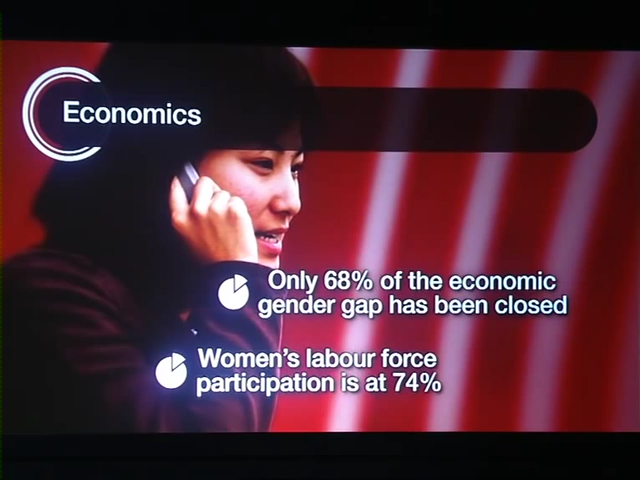 Economics
Only 68% of the economic
gender gap has been closed
Women's labour force
participation is at 74%